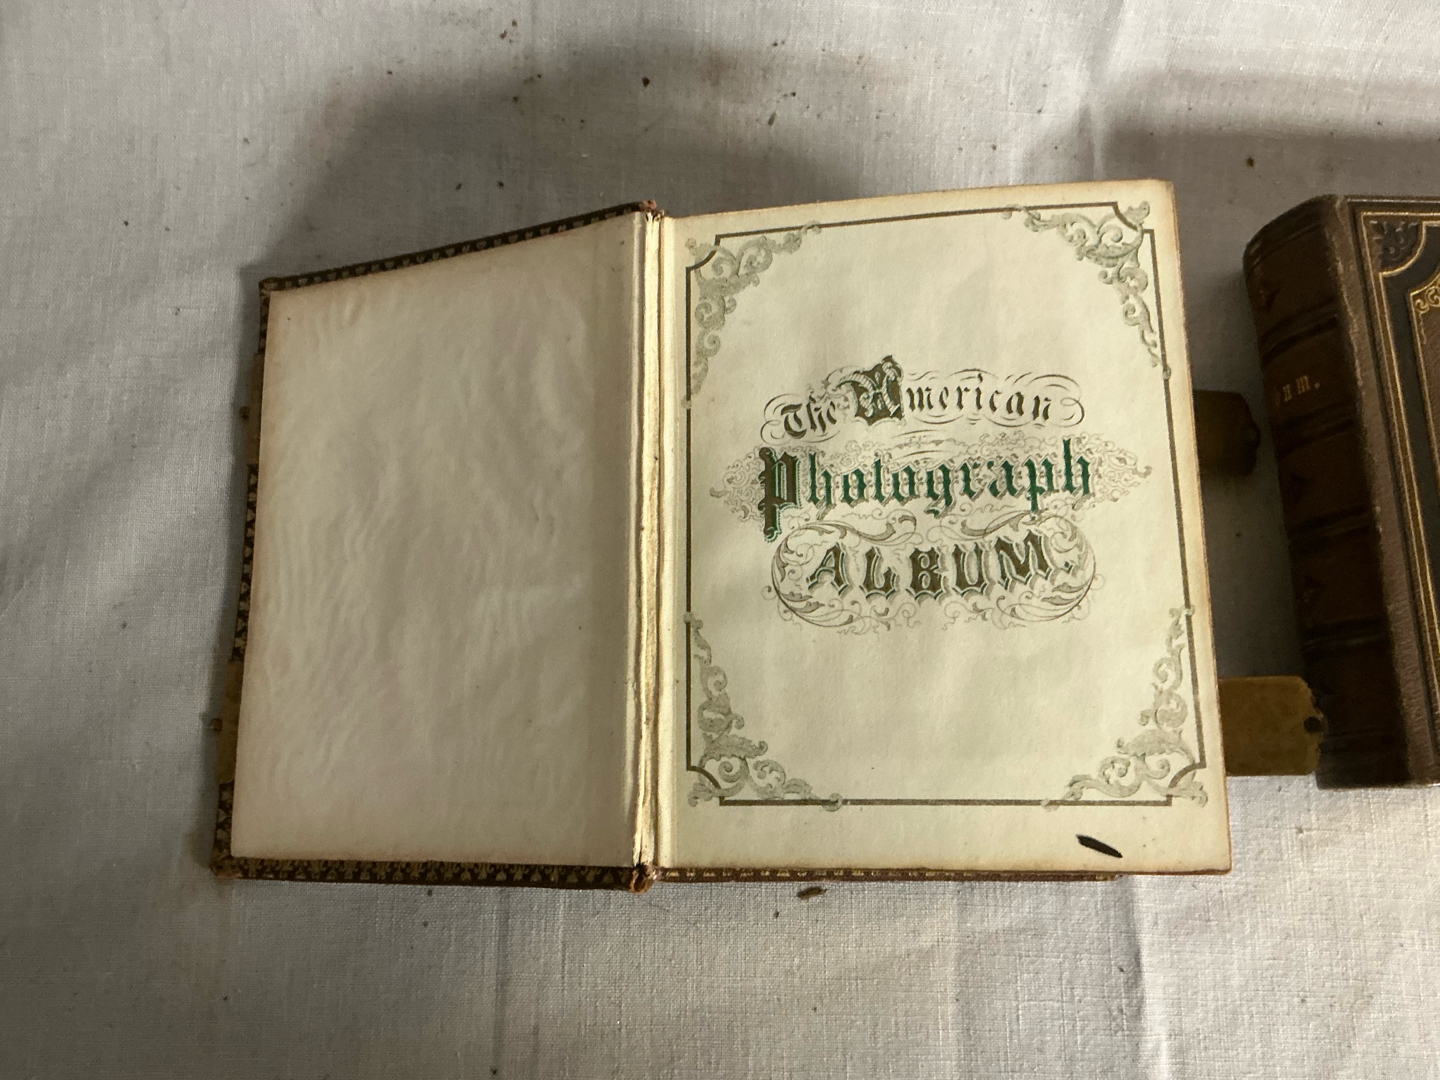 The American
Photograph
ALBUM.